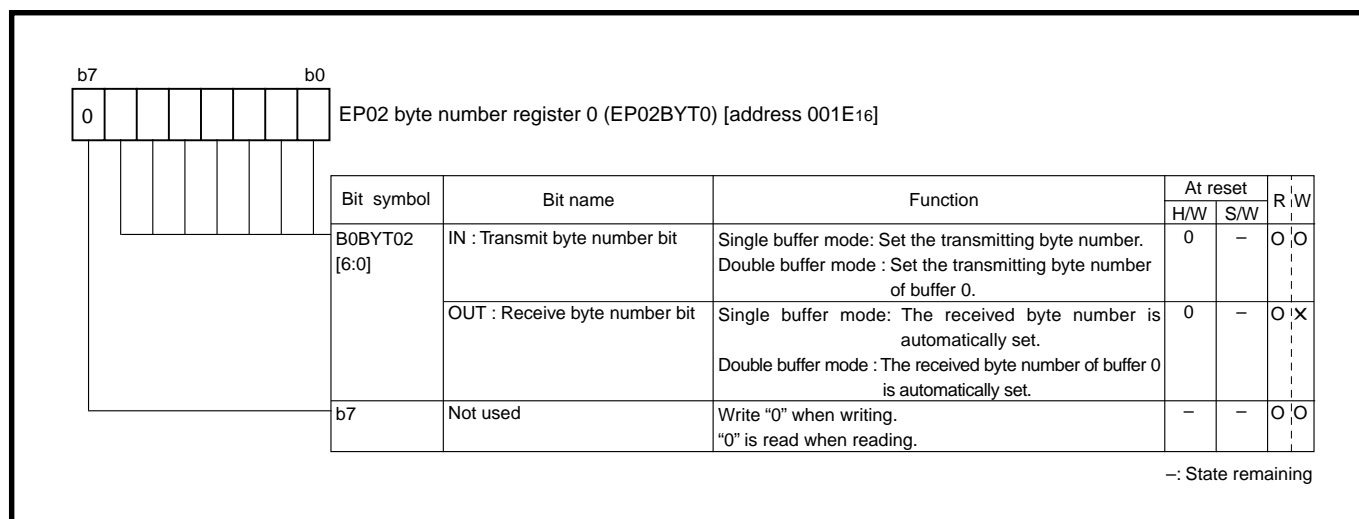 b7 b0
0 EP02 byte number register 0 (EP02BYT0) [address 001E16]
Bit symbol Bit name Function At reset R W
H/W S/W
B0BYT02 IN : Transmit byte number bit Single buffer mode: Set the transmitting byte number. 0 – O O
[6:0] Double buffer mode : Set the transmitting byte number
of buffer 0.
OUT : Receive byte number bit Single buffer mode: The received byte number is 0 – O ×
automatically set.
Double buffer mode : The received byte number of buffer 0
is automatically set.
b7 Not used Write “0” when writing. – – O O
“0” is read when reading.
–: State remaining